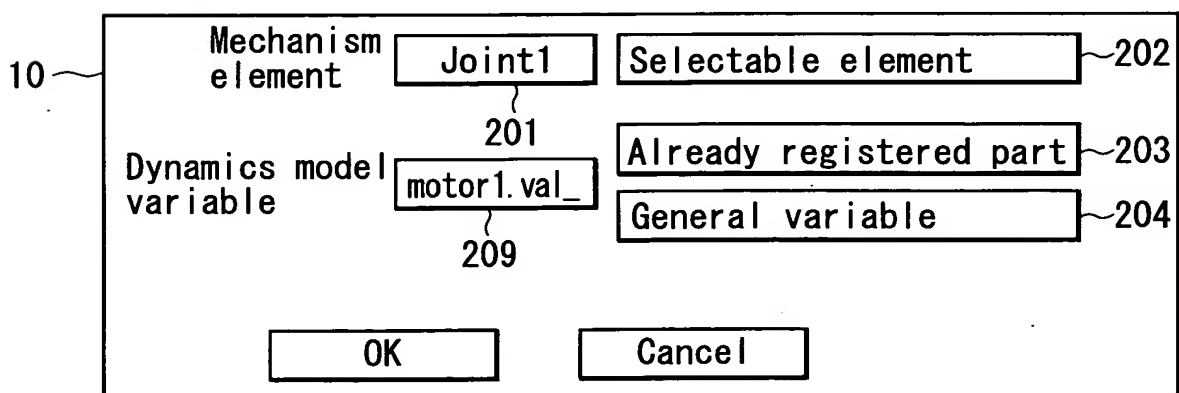 Mechanism
element
Joint1
Selectable element
202
10
201
Already registered part
203
Dynamics model
variable
motor1.val_
General variable
204
209
OK
Cancel